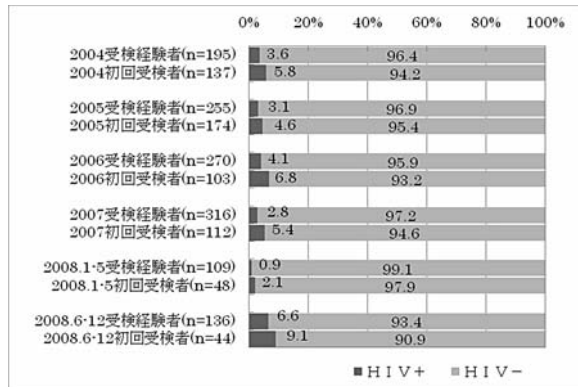 0% 20% 40% 60% 80% 100%
2004受検経験者(n=195) 3.6 96.4
2004初回受検者(n=137) 5.8 94.2
2005受検経験者(n=255) 3.1 96.9
2005初回受検者(n=174) 4.6 95.4
2006受検経験者(n=270) 4.1 95.9
2006初回受検者(n=103) 6.8 93.2
2007受検経験者(n=316) 2.8 97.2
2007初回受検者(n=112) 5.4 94.6
2008.1-5受検経験者(n=109) 0.9 99.1
2008.1-5初回受検者(n=48) 2.1 97.9
2008.6-12受検経験者(n=136) 6.6 93.4
2008.6-12初回受検者(n=44) 9.1 90.9
■ＨＩＶ+ ■ＨＩＶ-